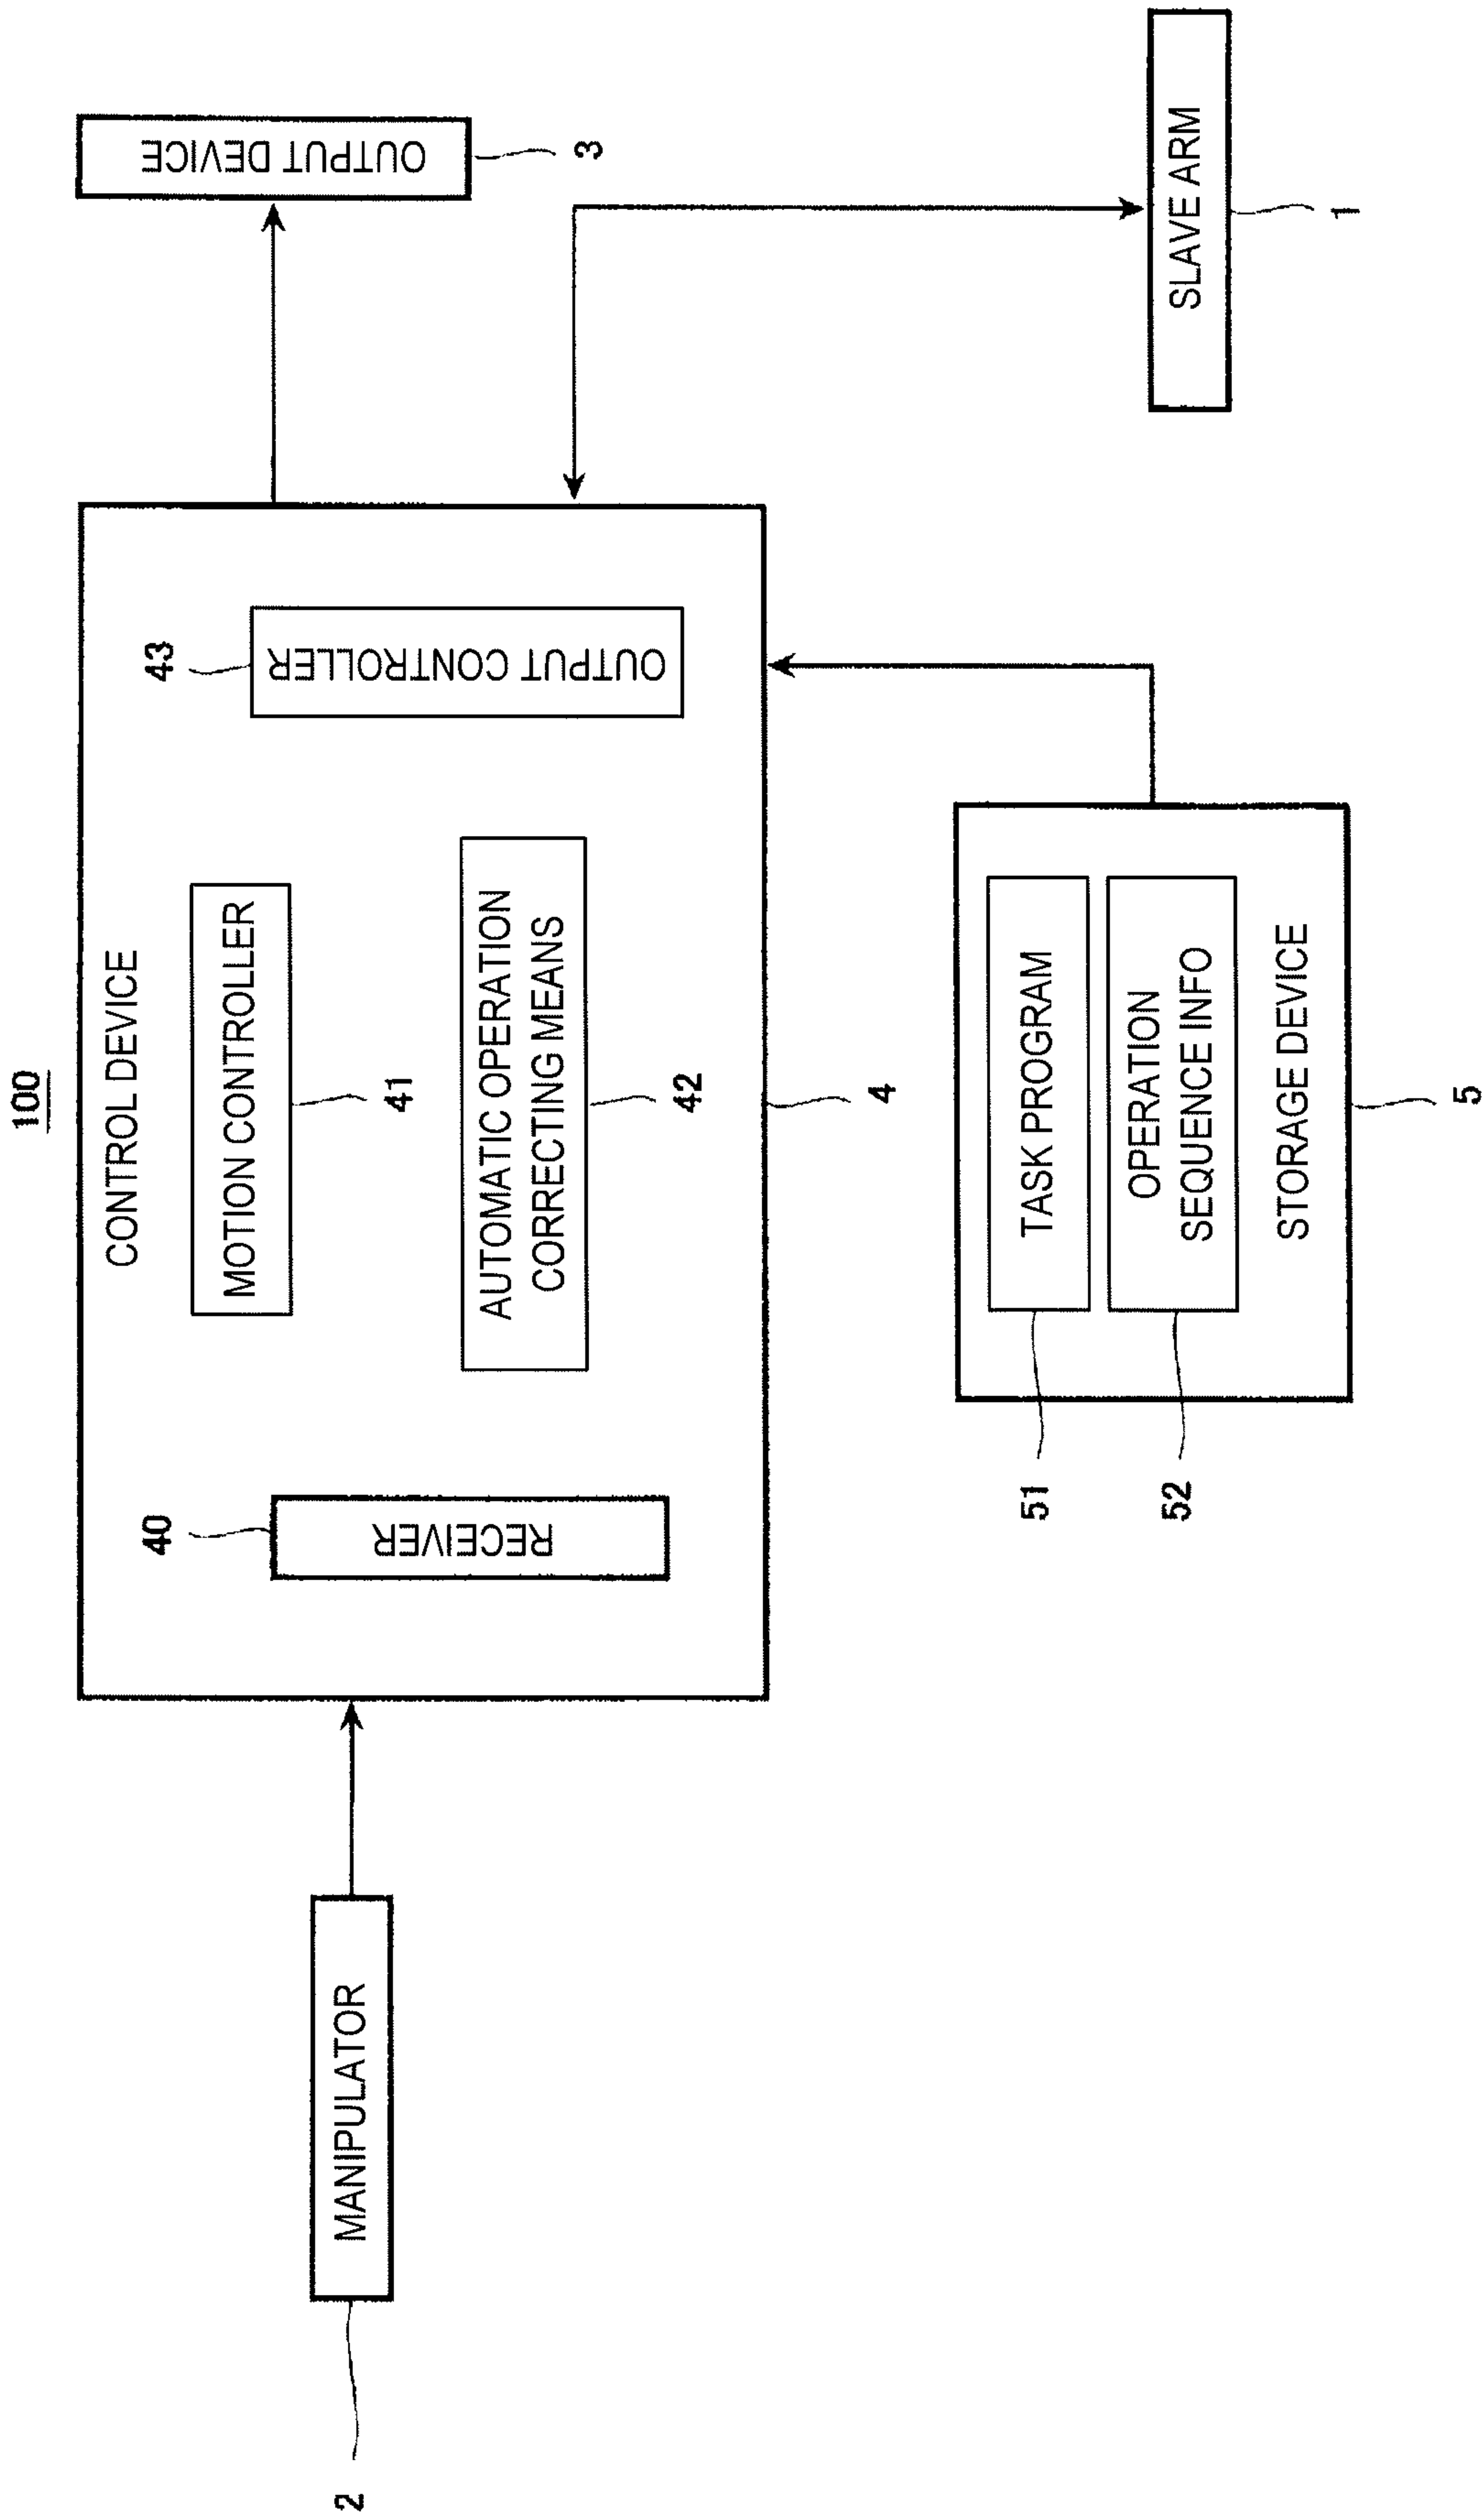 100
CONTROL DEVICE
40
RECEIVER
MOTION CONTROLLER
41
AUTOMATIC OPERATION
CORRECTING MEANS
42
43
OUTPUT CONTROLLER
4
2
MANIPULATOR
OUTPUT DEVICE
3
51
TASK PROGRAM
52
OPERATION
SEQUENCE INFO
STORAGE DEVICE
5
SLAVE ARM
1